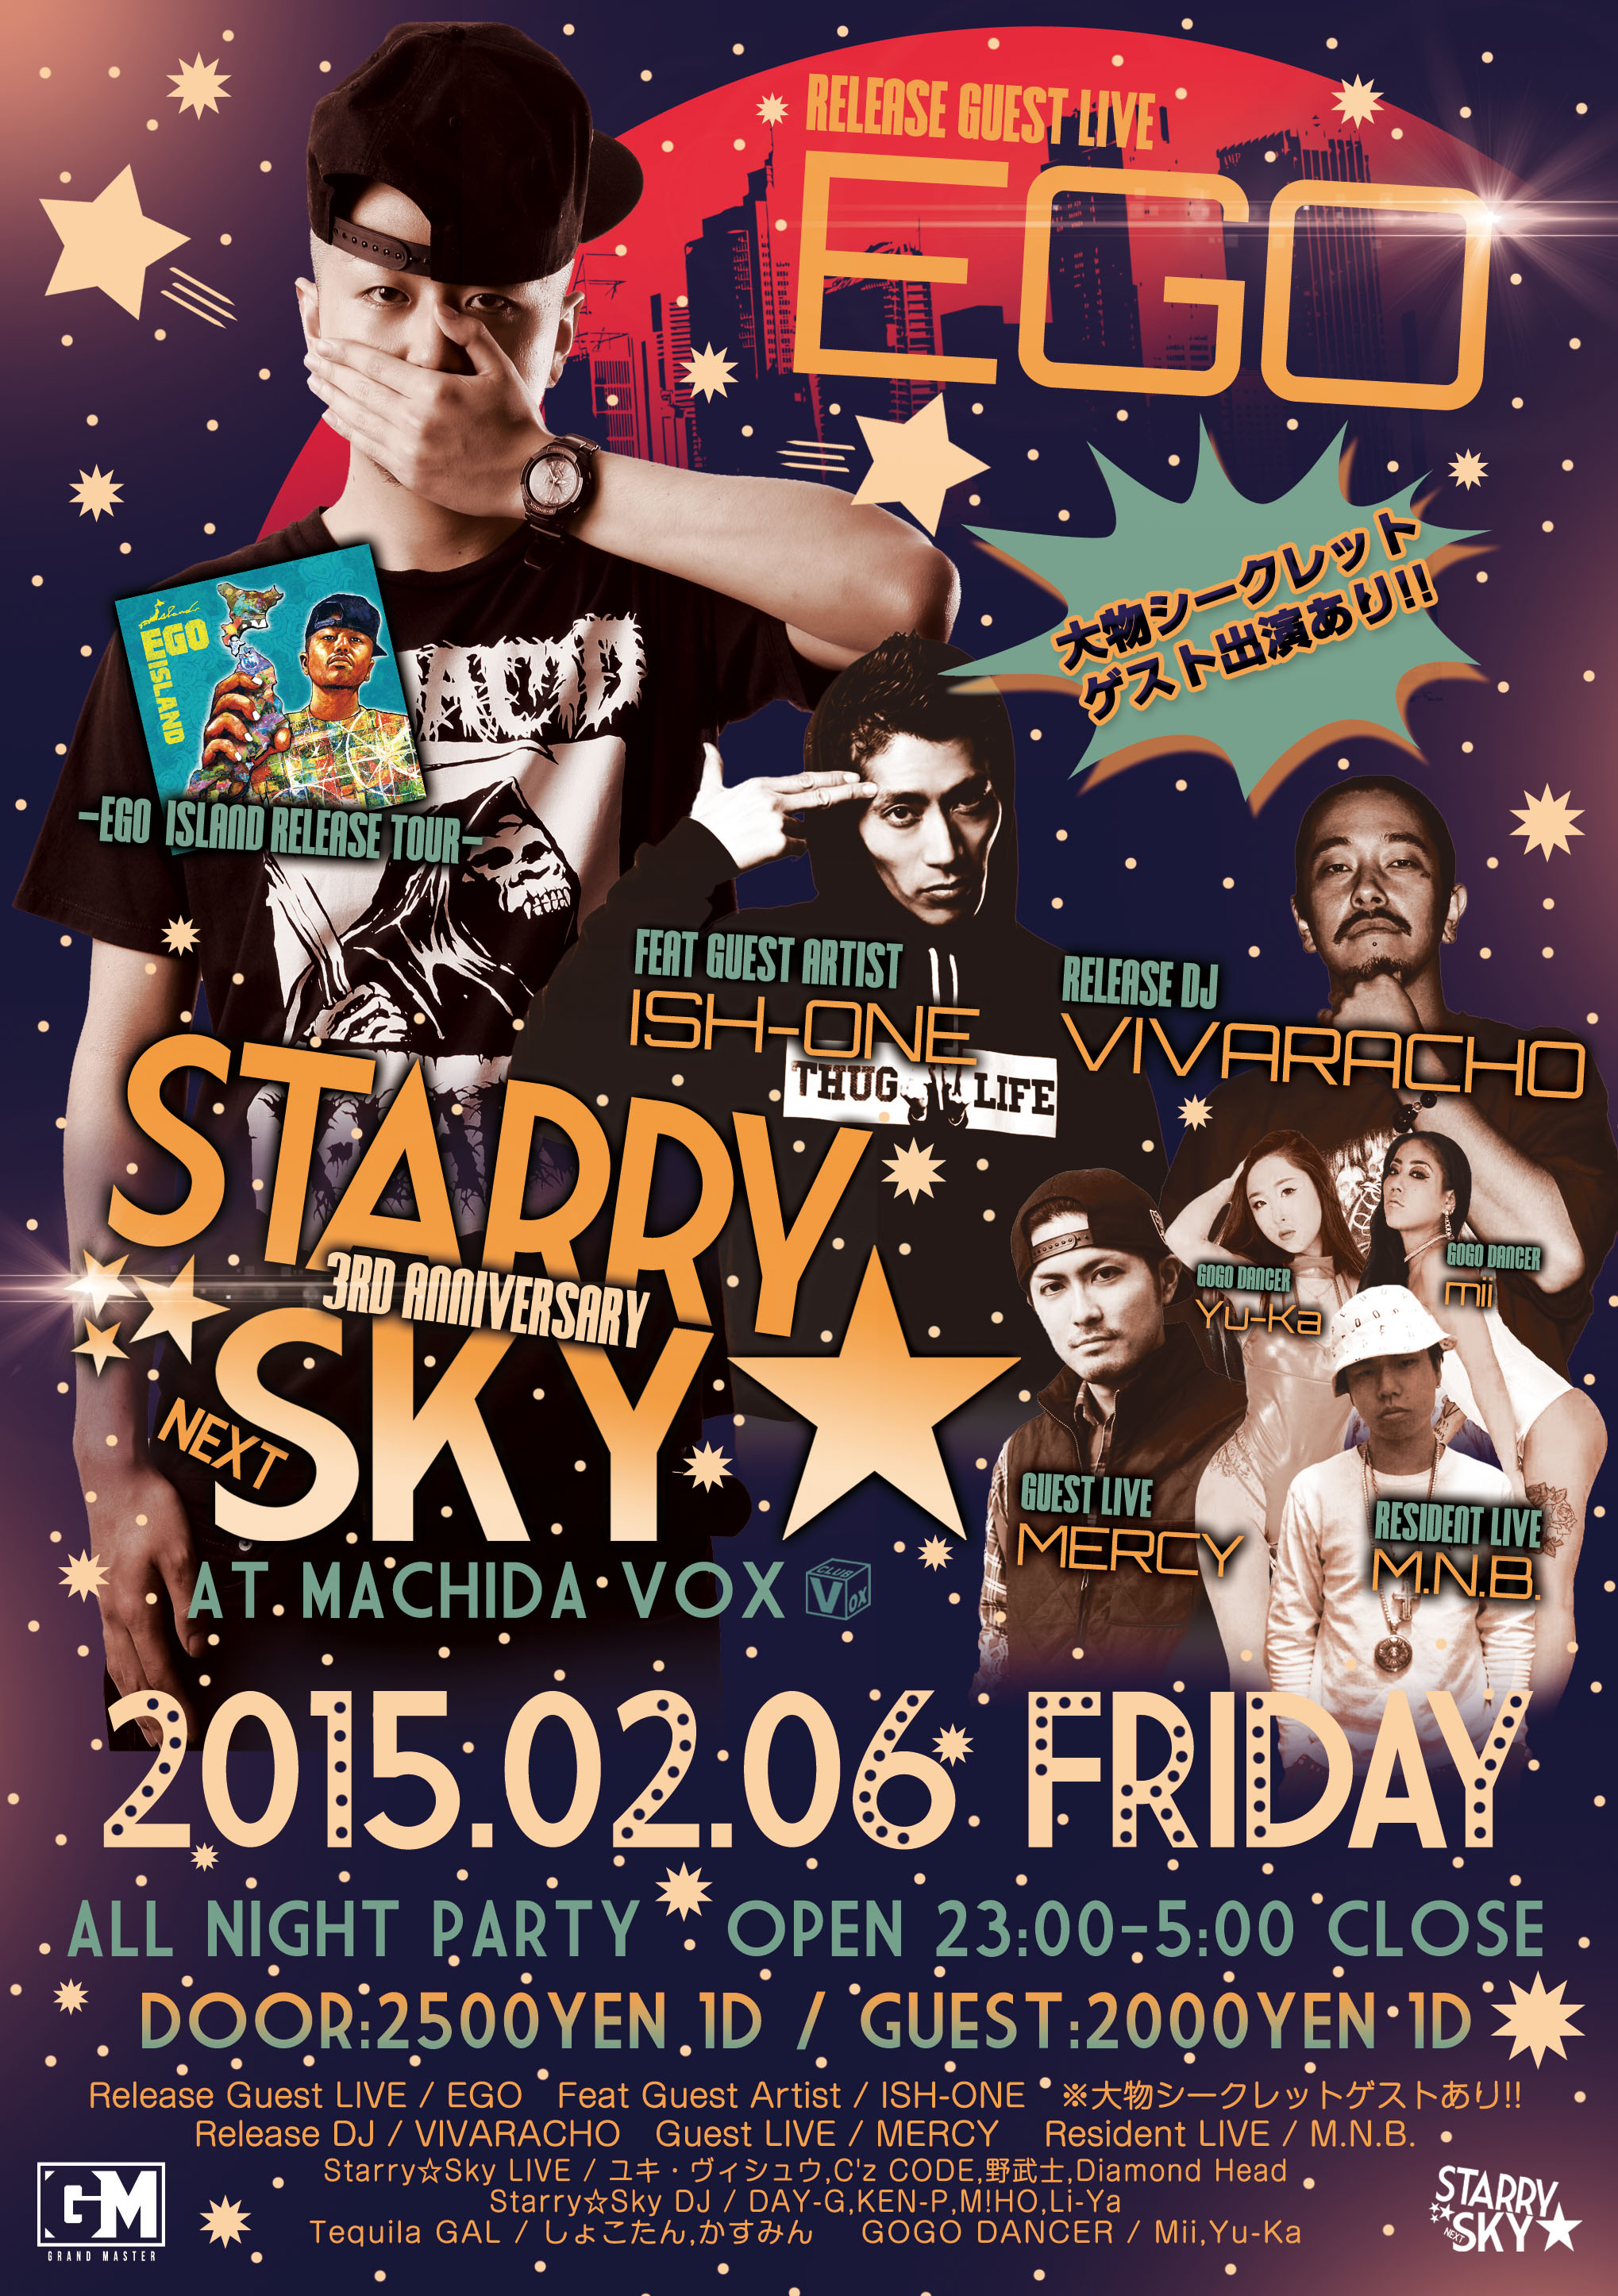 RELEASE GUEST LIVE
EGO
大物シークレット
ゲスト出演あり!!
EGO
ISLAND
-EGO ISLAND RELEASE TOUR-
FEAT GUEST ARTIST
ISH-ONE
THUG LIFE
RELEASE DJ
VIVARACHO
STARRY
3RD ANNIVERSARY
NEXT
SKY★
GOGO DANCER
Yu-Ka
GOGO DANCER
mii
GUEST LIVE
MERCY
RESIDENT LIVE
M.N.B.
AT MACHIDA VOX
CLUB
VOX
2015.02.06 FRIDAY
ALL NIGHT PARTY OPEN 23:00-5:00 CLOSE
DOOR:2500YEN 1D / GUEST:2000YEN 1D
Release Guest LIVE / EGO Feat Guest Artist / ISH-ONE ※大物シークレットゲストあり!!
Release DJ / VIVARACHO Guest LIVE / MERCY Resident LIVE / M.N.B.
Starry☆Sky LIVE / ユキ・ヴィシュウ,C'z CODE,野武士,Diamond Head
Starry☆Sky DJ / DAY-G,KEN-P,M!HO,Li-Ya
Tequila GAL / しょこたん,かすみん GOGO DANCER / Mii,Yu-Ka
GM
GRAND MASTER
STARRY
NEXT
SKY★